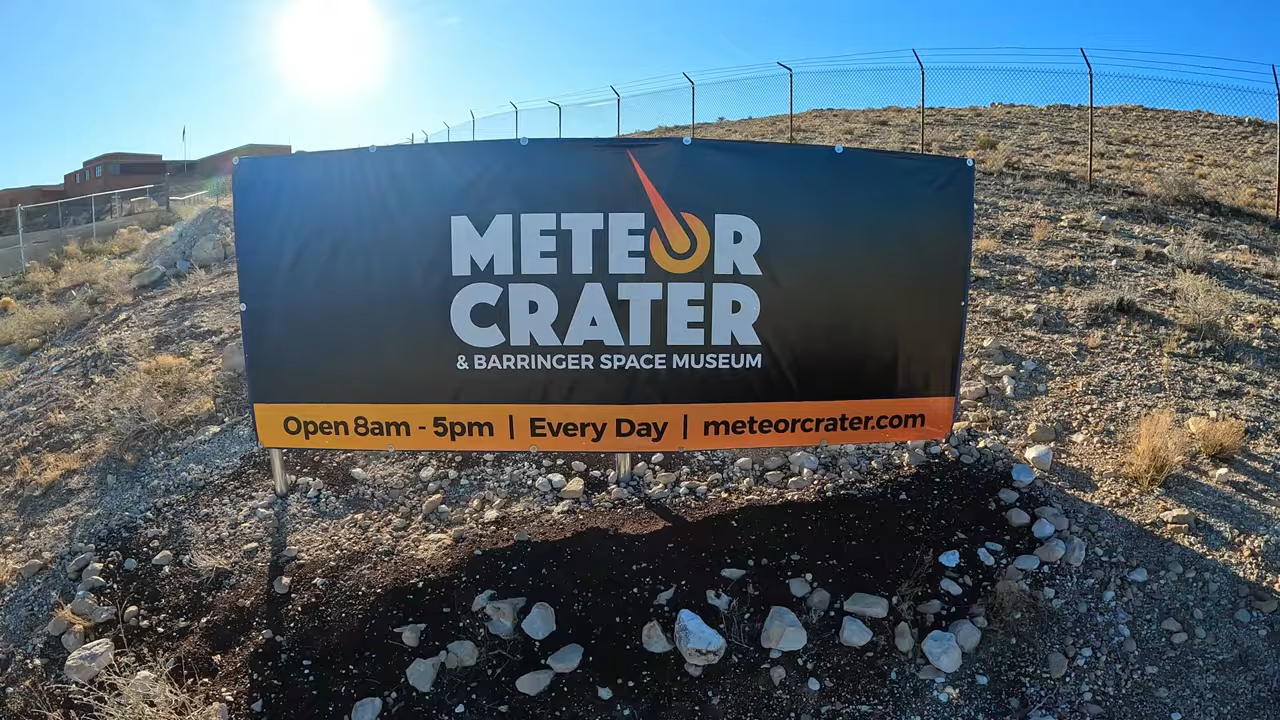 METEOR
CRATER
& BARRINGER SPACE MUSEUM
Open 8am - 5pm | Every Day | meteorcrater.com